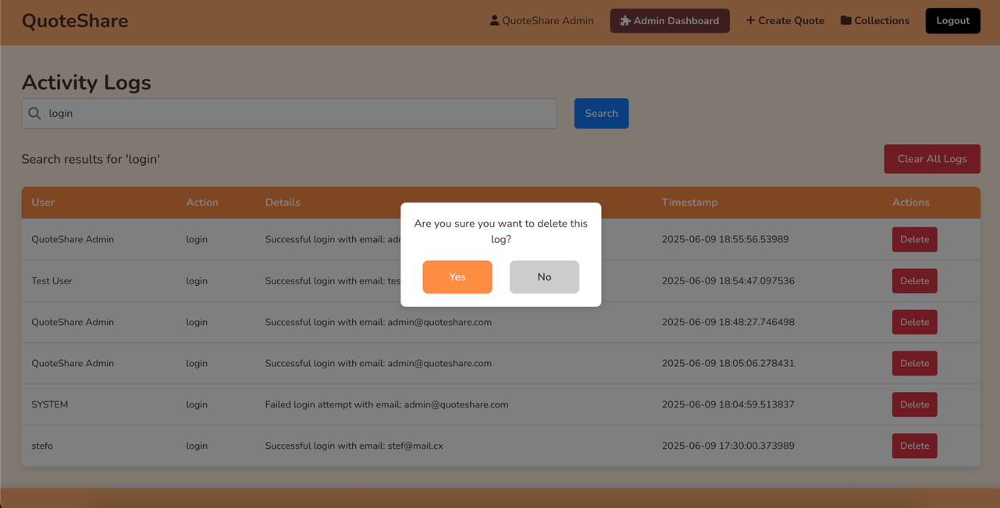 QuoteShare
QuoteShare Admin
Admin Dashboard
+ Create Quote
Collections
Logout
Activity Logs
login
Search
Search results for 'login'
Clear All Logs
User Action Details Timestamp Actions
QuoteShare Admin login Successful login with email: 2025-06-09 18:55:56.53989 Delete
Test User login Successful login with email: 2025-06-09 18:54:47.097536 Delete
QuoteShare Admin login Successful login with email: admin@quoteshare.com 2025-06-09 18:48:27.746498 Delete
QuoteShare Admin login Successful login with email: admin@quoteshare.com 2025-06-09 18:05:06.278431 Delete
SYSTEM login Failed login attempt with email: admin@quoteshare.com 2025-06-09 18:04:59.513837 Delete
stefo login Successful login with email: stef@mail.cx 2025-06-09 17:30:00.373989 Delete
Are you sure you want to delete this
log?
Yes
No